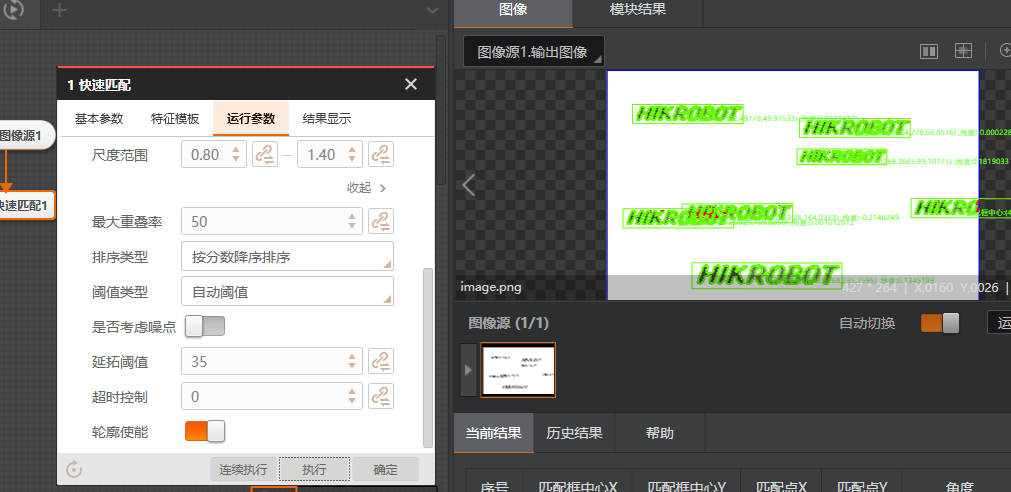 图像
模块结果
图像源1.输出图像
1 快速匹配
基本参数
特征模板
运行参数
结果显示
图像源1
快速匹配1
尺度范围
0.80
1.40
收起
最大重叠率
50
排序类型
按分数降序排序
阈值类型
自动阈值
是否考虑噪点
延拓阈值
35
超时控制
0
轮廓使能
连续执行
执行
确定
HIKROBOT
HIKROBOT
HIKROBOT
HIKROBOT
HIKROBOT
HIKRO
HIKROBOT
image.png
427 * 264 | X,0160 Y,0026 |
图像源 (1/1)
自动切换
运
当前结果
历史结果
帮助
序号
匹配框中心X
匹配框中心Y
匹配点X
匹配点Y
角度